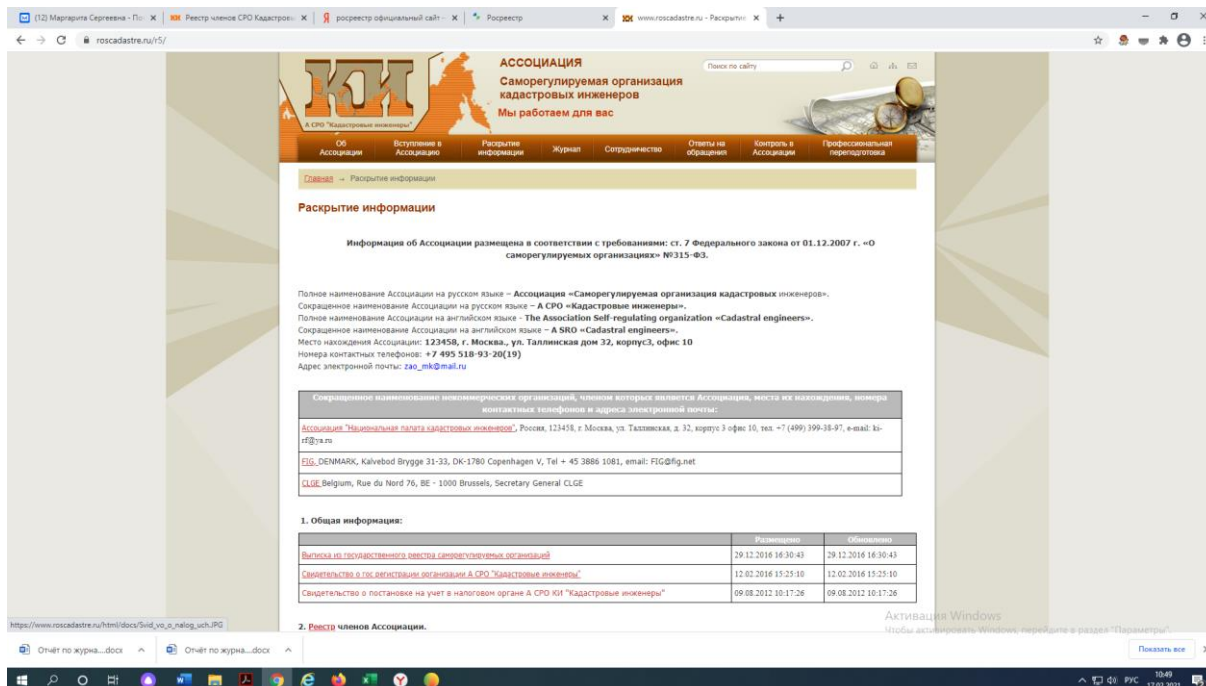 (12) Маргарита Сергеевна - По
Реестр членов СРО Кадастров
росреестр официальный сайт -
Росреестр
www.roscadastre.ru - Раскрытие
roscadastre.ru/r5/
КИ
А СРО "Кадастровые инженеры"
АССОЦИАЦИЯ
Саморегулируемая организация
кадастровых инженеров
Мы работаем для вас
Поиск по сайту
Об Ассоциации
Вступление в Ассоциацию
Раскрытие информации
Журнал
Сотрудничество
Ответы на обращения
Контроль в Ассоциации
Профессиональная переподготовка
Главная → Раскрытие информации
Раскрытие информации
Информация об Ассоциации размещена в соответствии с требованиями: ст. 7 Федерального закона от 01.12.2007 г. «О
саморегулируемых организациях» №315-ФЗ.
Полное наименование Ассоциации на русском языке – Ассоциация «Саморегулируемая организация кадастровых инженеров».
Сокращенное наименование Ассоциации на русском языке – А СРО «Кадастровые инженеры».
Полное наименование Ассоциации на английском языке - The Association Self-regulating organization «Cadastral engineers».
Сокращенное наименование Ассоциации на английском языке – A SRO «Cadastral engineers».
Место нахождения Ассоциации: 123458, г. Москва., ул. Таллинская дом 32, корпус3, офис 10
Номера контактных телефонов: +7 495 518-93-20(19)
Адрес электронной почты: zao_mk@mail.ru
Сокращенное наименование некоммерческих организаций, членом которых является Ассоциация, места их нахождения, номера
контактных телефонов и адреса электронной почты:
Ассоциация "Национальная палата кадастровых инженеров", Россия, 123458, г. Москва, ул. Таллинская, д. 32, корпус 3 офис 10, тел. +7 (499) 399-38-97, e-mail: ki-
rf@ya.ru
FIG, DENMARK, Kalvebod Brygge 31-33, DK-1780 Copenhagen V, Tel + 45 3886 1081, email: FIG@fig.net
CLGE Belgium, Rue du Nord 76, BE - 1000 Brussels, Secretary General CLGE
1. Общая информация:
Размещено Обновлено
Выписка из государственного реестра саморегулируемых организаций 29.12.2016 16:30:43 29.12.2016 16:30:43
Свидетельство о гос регистрации организации А СРО "Кадастровые инженеры" 12.02.2016 15:25:10 12.02.2016 15:25:10
Свидетельство о постановке на учет в налоговом органе А СРО КИ "Кадастровые инженеры" 09.08.2012 10:17:26 09.08.2012 10:17:26
2. Реестр членов Ассоциации.
Активация Windows
Чтобы активировать Windows, перейдите в раздел "Параметры".
https://www.roscadastre.ru/html/docs/Svid_vo_o_nalog_uch.JPG
Отчёт по журна....docx
Отчёт по журна....docx
Показать все
РУС
10:49
17.02.2021